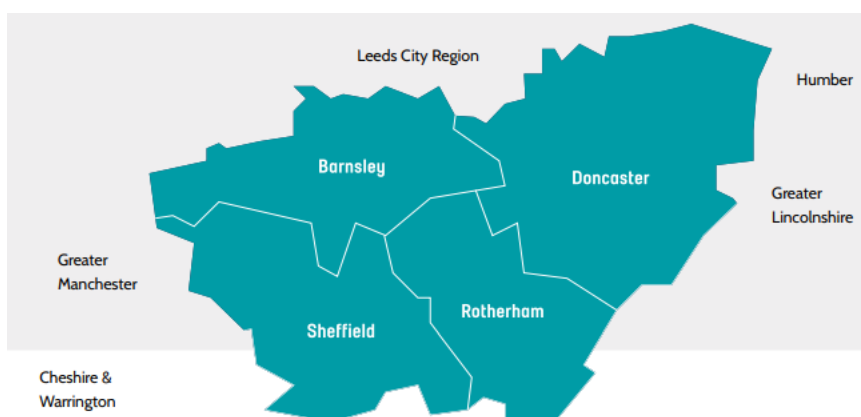 Leeds City Region
Humber
Barnsley
Doncaster
Greater
Lincolnshire
Greater
Manchester
Rotherham
Sheffield
Cheshire &
Warrington